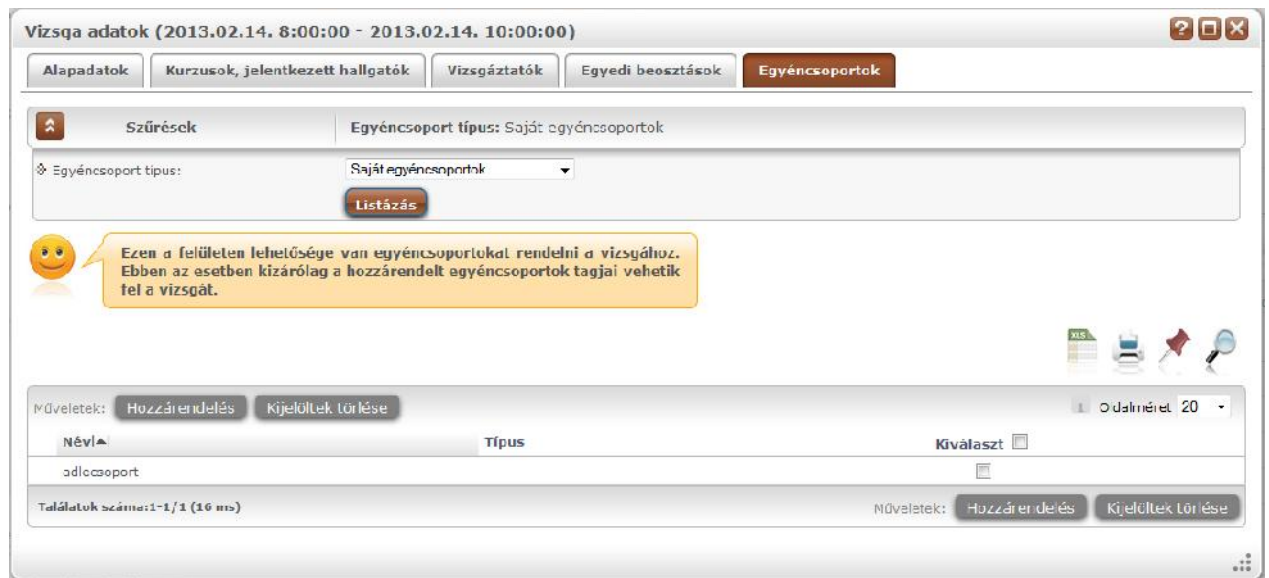 Vizsga adatok (2013.02.14. 8:00:00 - 2013.02.14. 10:00:00)
Alapadatok Kurzusok, jelentkezett hallgatók Vizsgáztatók Egyedi beosztások Egyéncsoportok
Szűrések Egyéncsoport típus: Saját egyéncsoportok
Egyéncsoport típus: Saját egyéncsoportok
Listázás
Ezen a felületen lehetősége van egyéncsoportokat rendelni a vizsgához.
Ebben az esetben kizárólag a hozzárendelt egyéncsoportok tagjai vehetik
fel a vizsgát.
XLS
Műveletek: Hozzárendelés Kijelöltek törlése 1 Oldalméret 20
Név Típus Kiválaszt
Találatok száma:1-1/1 (16 ms) Műveletek: Hozzárendelés Kijelöltek törlése